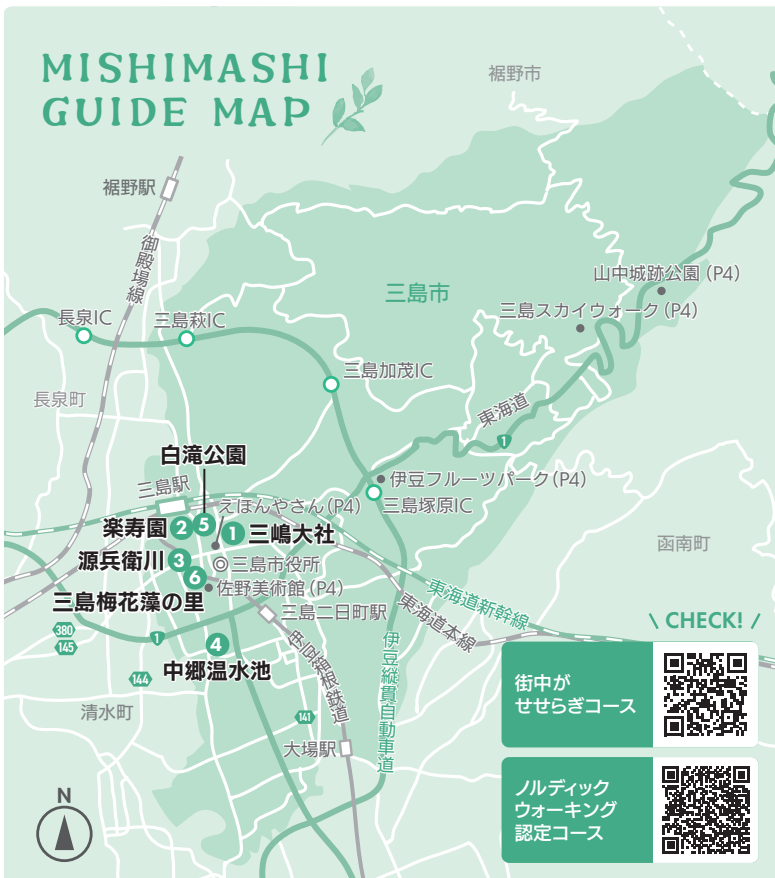 MISHIMASHI
GUIDE MAP
裾野市
裾野駅
御殿場線
山中城跡公園(P4)
三島市
三島スカイウォーク(P4)
長泉IC
三島萩IC
三島加茂IC
長泉町
東海道
1
白滝公園
三島駅
えほんやさん(P4)
伊豆フルーツパーク(P4)
三島塚原IC
楽寿園 2
5
1 三嶋大社
函南町
源兵衛川 3
三島市役所
6
佐野美術館(P4)
三島梅花藻の里
三島二日町駅
東海道新幹線
東海道本線
380
145
1
4
中郷温水池
144
伊豆箱根鉄道
伊豆縦貫自動車道
清水町
141
大場駅
\ CHECK! /
街中が
せせらぎコース
ノルディック
ウォーキング
認定コース
N